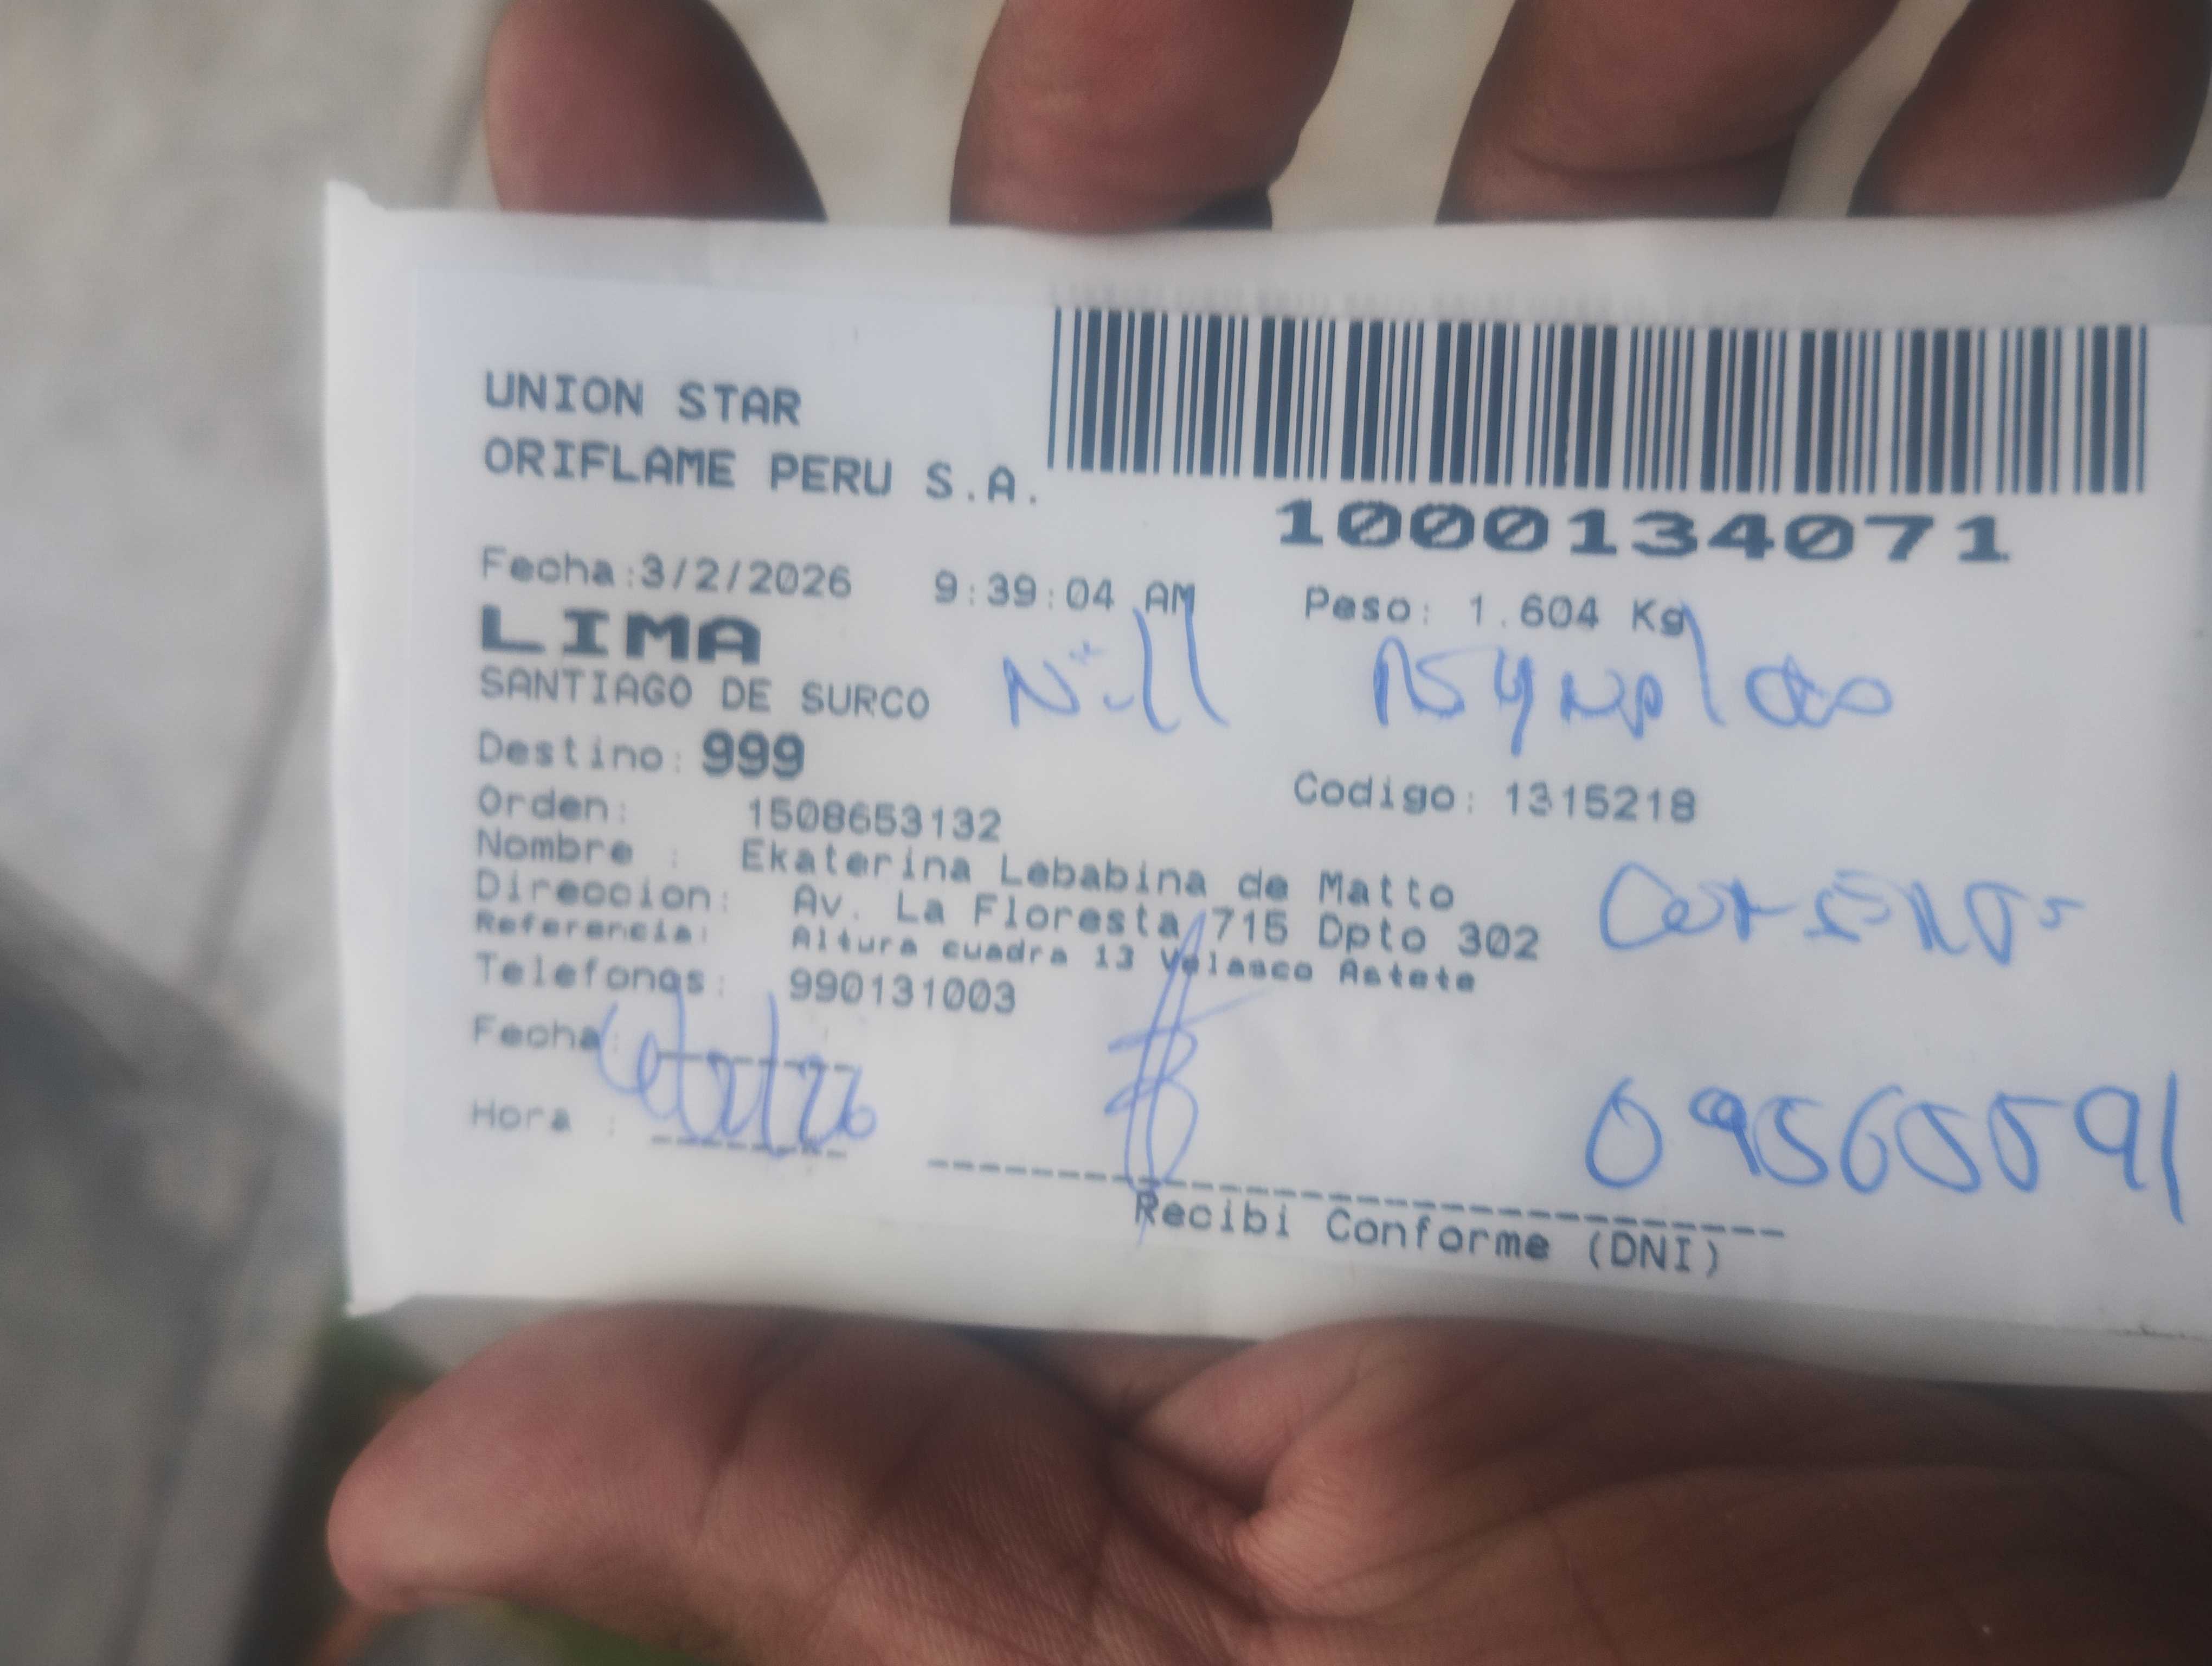 UNION STAR
ORIFLAME PERU S.A.
1000134071
Fecha:3/2/2026 9:39:04 AM Peso: 1.604 Kg
LIMA
SANTIAGO DE SURCO
Destino: 999
Orden: 1508653132 Codigo: 1315218
Nombre : Ekaterina Lebabina de Matto
Direccion: Av. La Floresta 715 Dpto 302
Referencia: Altura cuadra 13 Velasco Astete
Telefonos: 990131003
Fecha:
Hora :
09565591
Recibi Conforme (DNI)